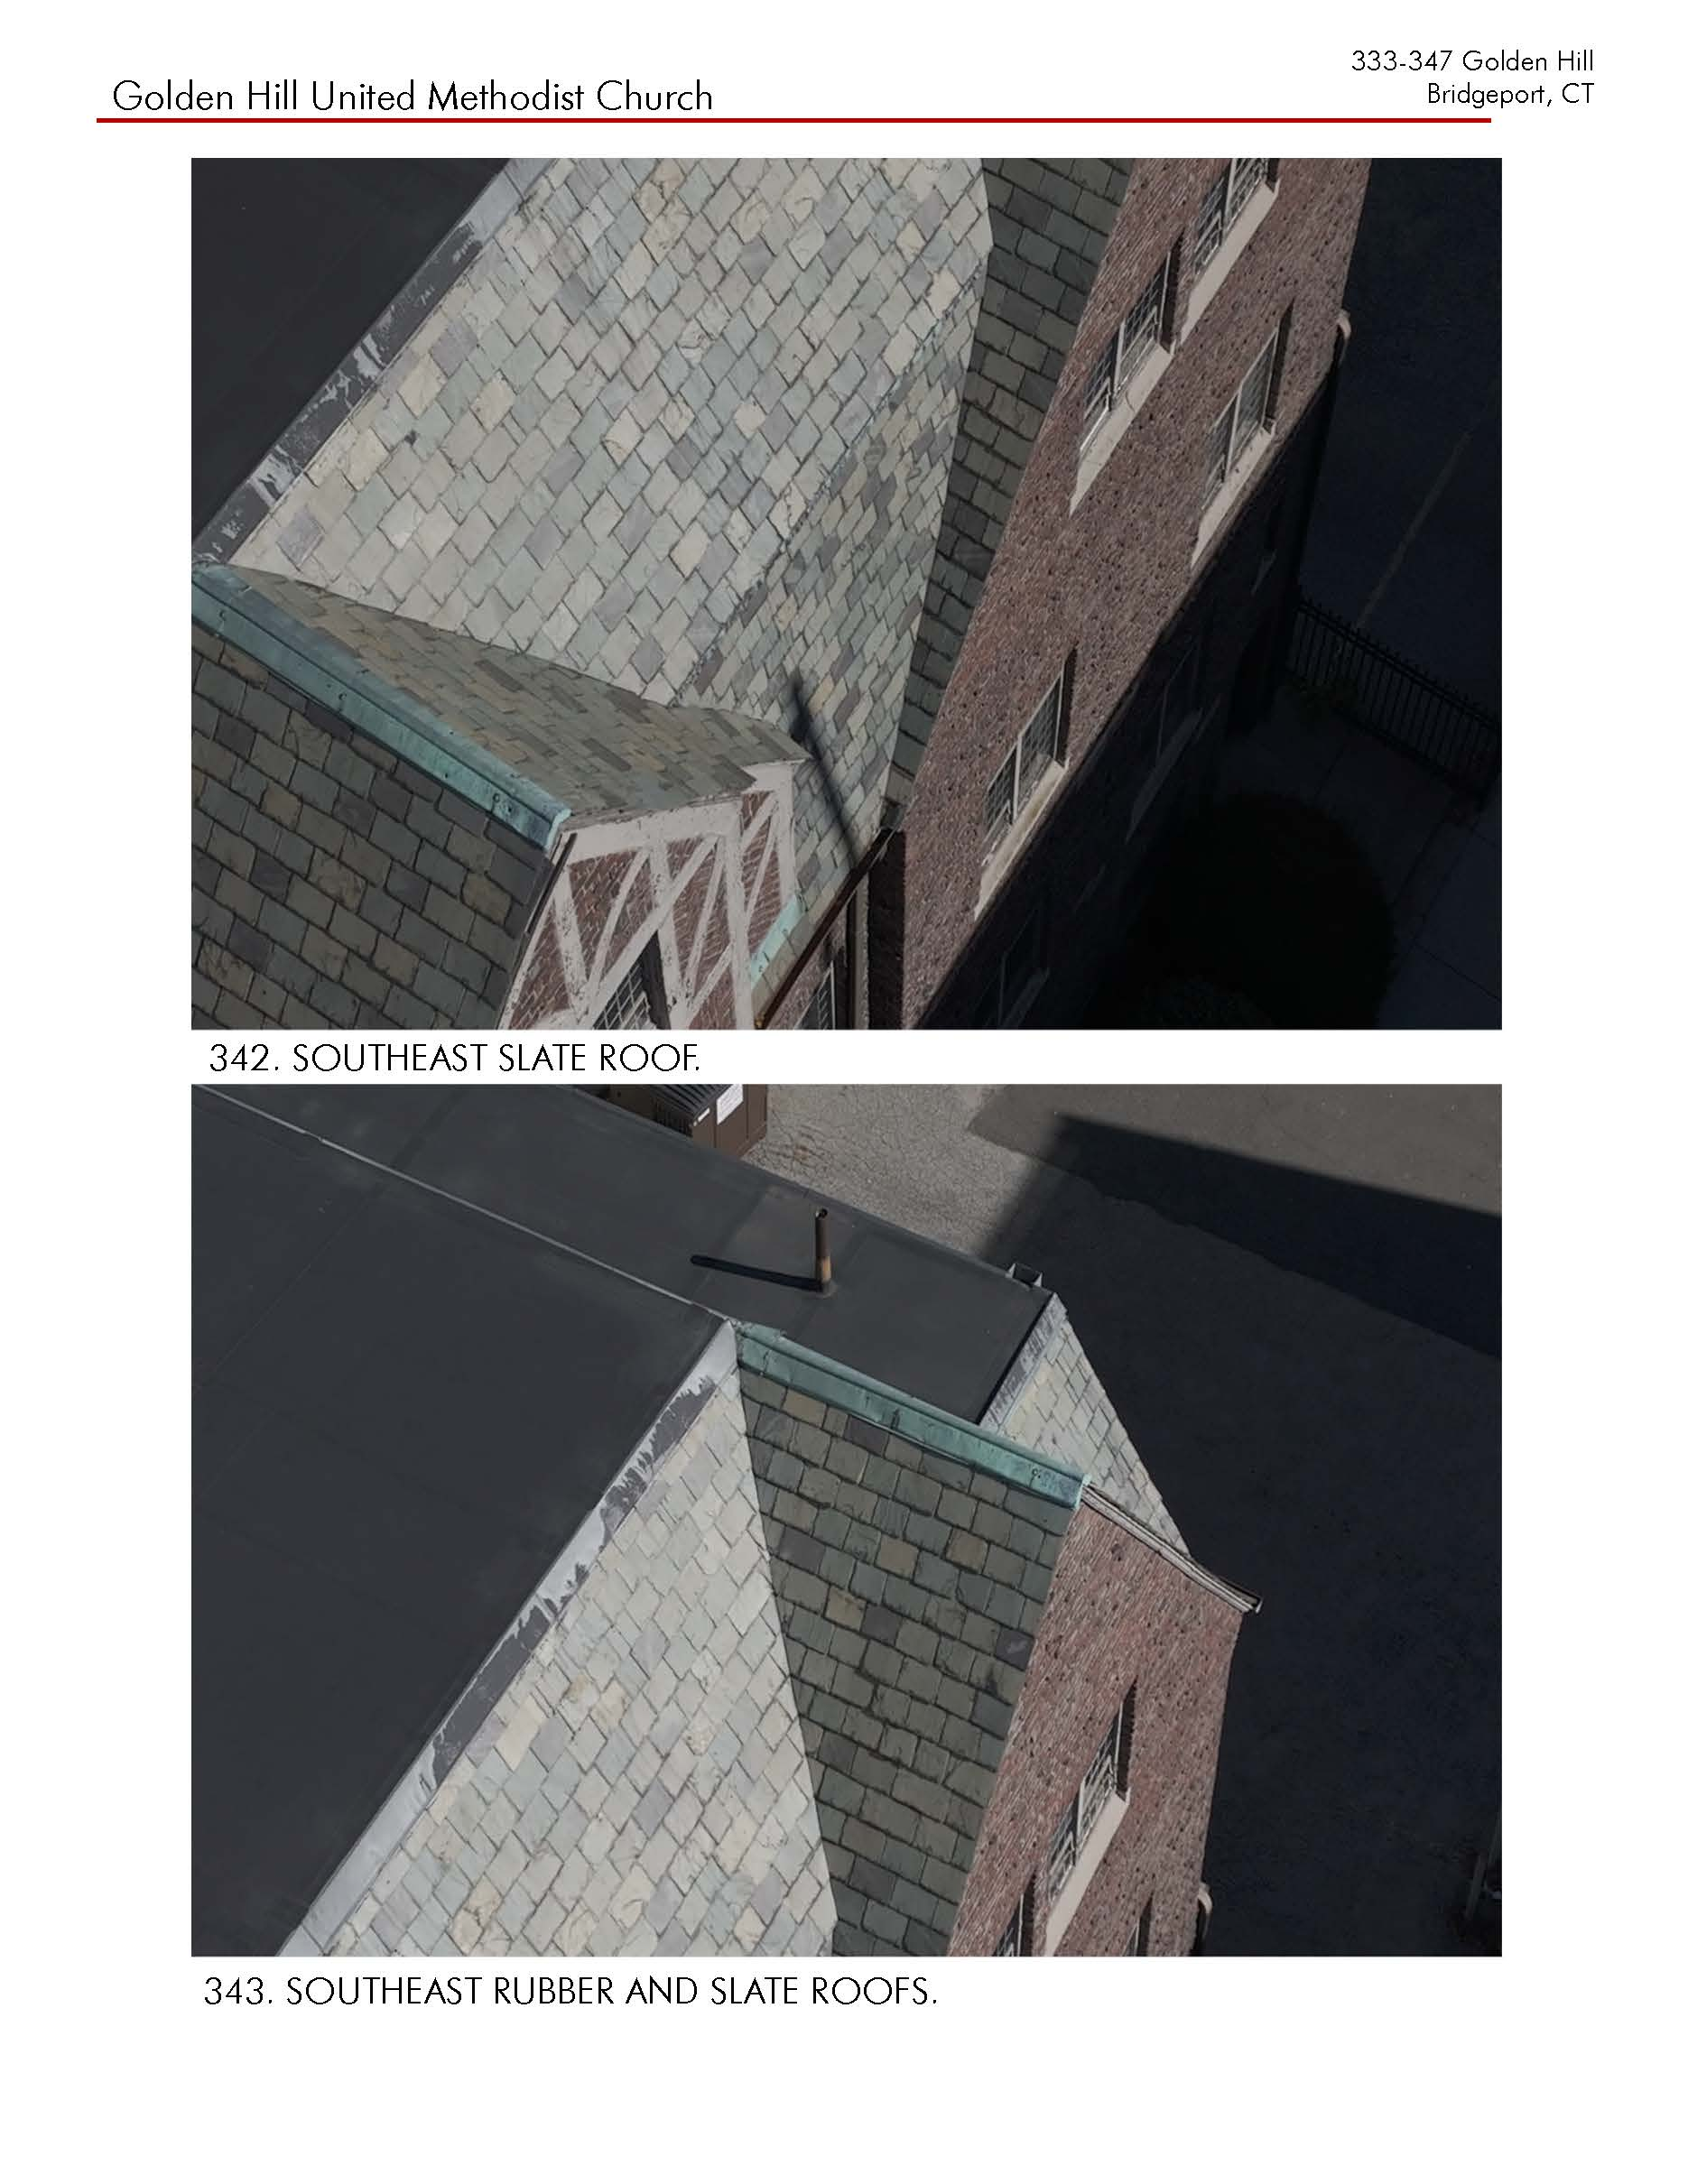 Golden Hill United Methodist Church
333-347 Golden Hill
Bridgeport, CT
342. SOUTHEAST SLATE ROOF.
343. SOUTHEAST RUBBER AND SLATE ROOFS.